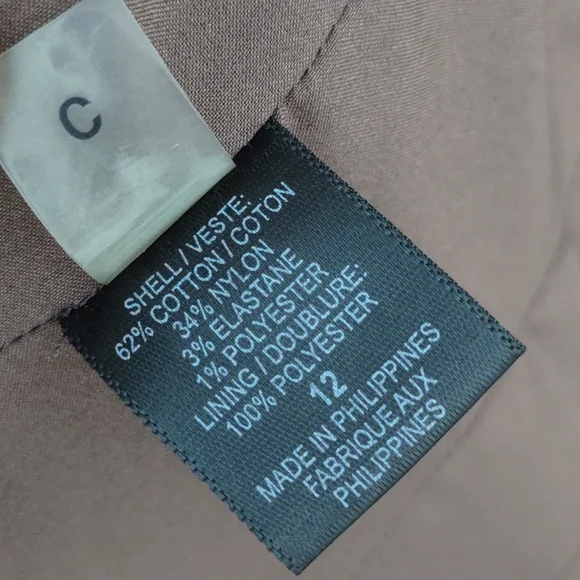 C
SHELL / VESTE:
62% COTTON / COTON
34% NYLON
3% ELASTANE
1% POLYESTER
LINING / DOUBLURE:
100% POLYESTER
12
MADE IN PHILIPPINES
FABRIQUE AUX
PHILIPPINES